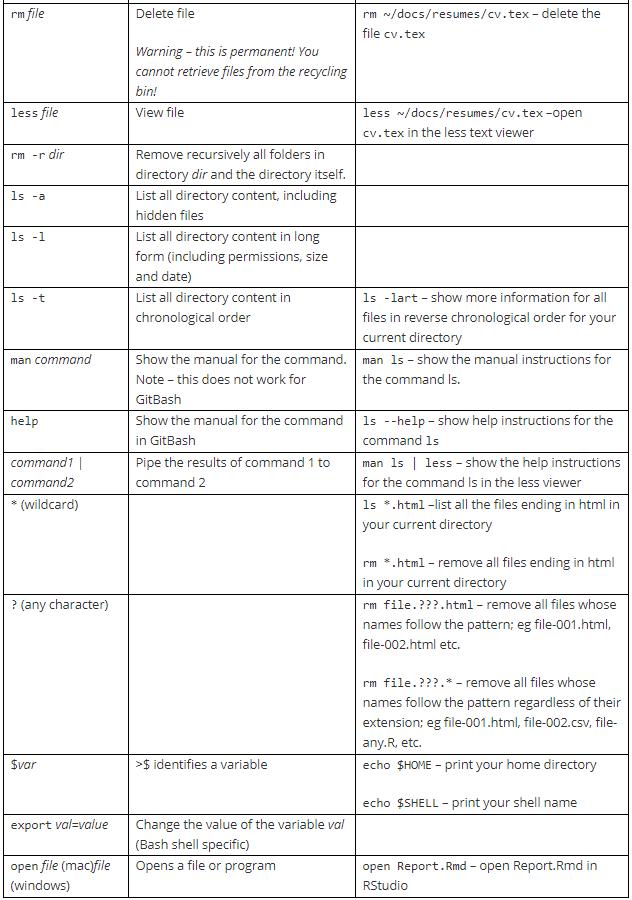 rm file
Delete file
Warning – this is permanent! You
cannot retrieve files from the recycling
bin!
rm ~/docs/resumes/cv.tex – delete the
file cv.tex
less file
View file
less ~/docs/resumes/cv.tex –open
cv.tex in the less text viewer
rm -r dir
Remove recursively all folders in
directory dir and the directory itself.
ls -a
List all directory content, including
hidden files
ls -l
List all directory content in long
form (including permissions, size
and date)
ls -t
List all directory content in
chronological order
ls -lart – show more information for all
files in reverse chronological order for your
current directory
man command
Show the manual for the command.
Note – this does not work for
GitBash
man ls – show the manual instructions for
the command ls.
help
Show the manual for the command
in GitBash
ls --help – show help instructions for the
command ls
command1 |
command2
Pipe the results of command 1 to
command 2
man ls | less – show the help instructions
for the command ls in the less viewer
* (wildcard)
ls *.html –list all the files ending in html in
your current directory
rm *.html – remove all files ending in html
in your current directory
? (any character)
rm file.???.html – remove all files whose
names follow the pattern; eg file-001.html,
file-002.html etc.
rm file.???.* – remove all files whose
names follow the pattern regardless of their
extension; eg file-001.html, file-002.csv, file-
any.R, etc.
$var
>$ identifies a variable
echo $HOME – print your home directory
echo $SHELL – print your shell name
export val=value
Change the value of the variable val
(Bash shell specific)
open file (mac)file
(windows)
Opens a file or program
open Report.Rmd – open Report.Rmd in
RStudio